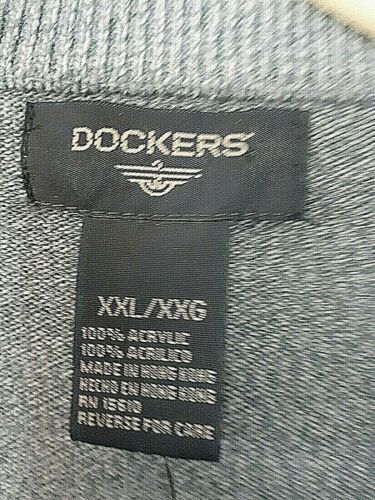 DOCKERS®
XXL/XXG
100% ACRYLIC
100% ACRILICO
MADE IN HONG KONG
HECHO EN HONG KONG
RN 15610
REVERSE FOR CARE